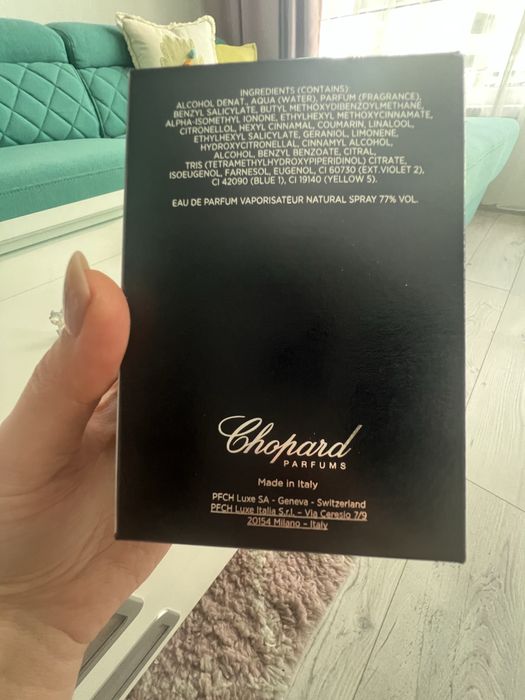 INGREDIENTS (CONTAINS):
ALCOHOL DENAT., AQUA (WATER), PARFUM (FRAGRANCE),
BENZYL SALICYLATE, BUTYL METHOXYDIBENZOYLMETHANE,
ALPHA-ISOMETHYL IONONE, ETHYLHEXYL METHOXYCINNAMATE,
CITRONELLOL, HEXYL CINNAMAL, COUMARIN, LINALOOL,
ETHYLHEXYL SALICYLATE, GERANIOL, LIMONENE,
HYDROXYCITRONELLAL, CINNAMYL ALCOHOL,
ALCOHOL, BENZYL BENZOATE, CITRAL,
TRIS (TETRAMETHYLHYDROXYPIPERIDINOL) CITRATE,
ISOEUGENOL, FARNESOL, EUGENOL, CI 60730 (EXT.VIOLET 2),
CI 42090 (BLUE 1), CI 19140 (YELLOW 5).
EAU DE PARFUM VAPORISATEUR NATURAL SPRAY 77% VOL.
Chopard
PARFUMS
Made in Italy
PFCH Luxe SA - Geneva - Switzerland
PFCH Luxe Italia S.r.l. - Via Ceresio 7/9
20154 Milano - Italy